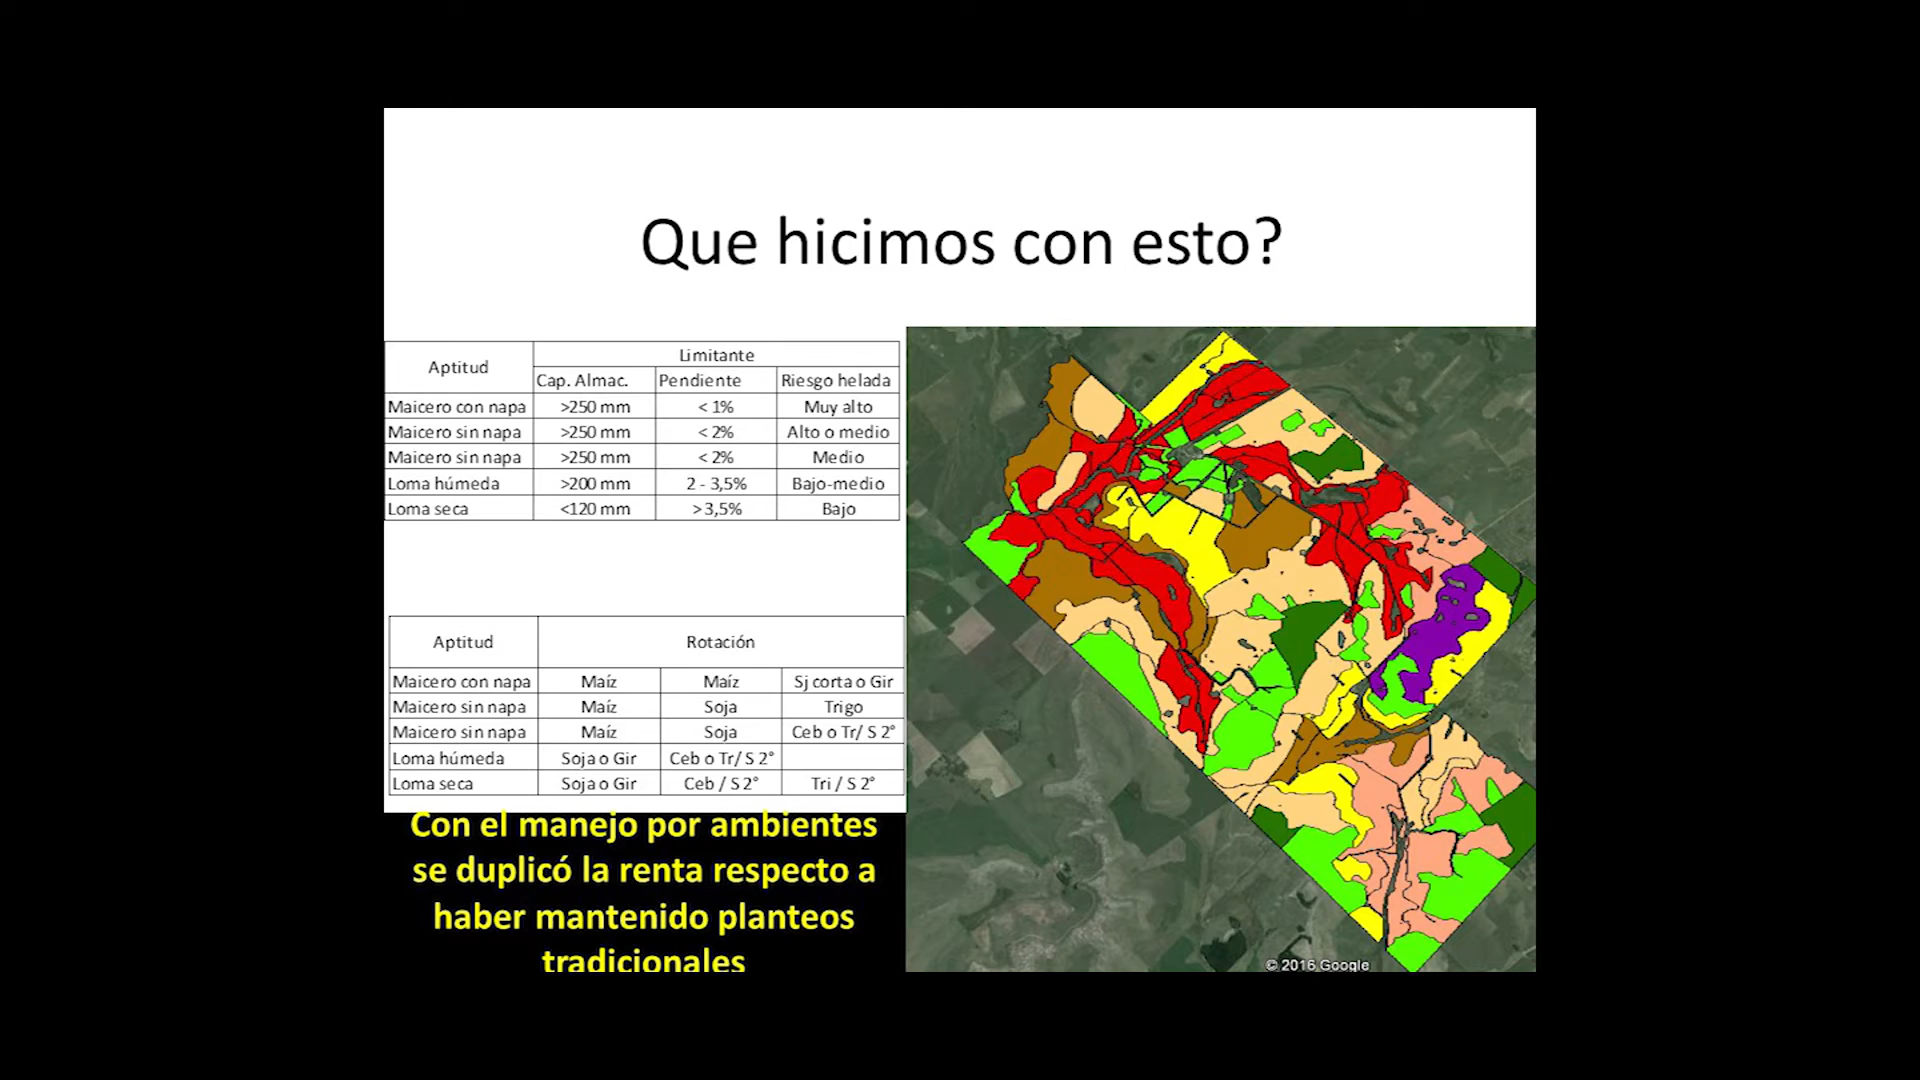 Que hicimos con esto?
Aptitud Limitante
Cap. Almac. Pendiente Riesgo helada
Maicero con napa >250 mm < 1% Muy alto
Maicero sin napa >250 mm < 2% Alto o medio
Maicero sin napa >250 mm < 2% Medio
Loma húmeda >200 mm 2 - 3,5% Bajo-medio
Loma seca <120 mm > 3,5% Bajo
Aptitud Rotación
Maicero con napa Maíz Maíz Sj corta o Gir
Maicero sin napa Maíz Soja Trigo
Maicero sin napa Maíz Soja Ceb o Tr/ S 2°
Loma húmeda Soja o Gir Ceb o Tr/ S 2°
Loma seca Soja o Gir Ceb / S 2° Tri / S 2°
Con el manejo por ambientes
se duplicó la renta respecto a
haber mantenido planteos
tradicionales
© 2016 Google